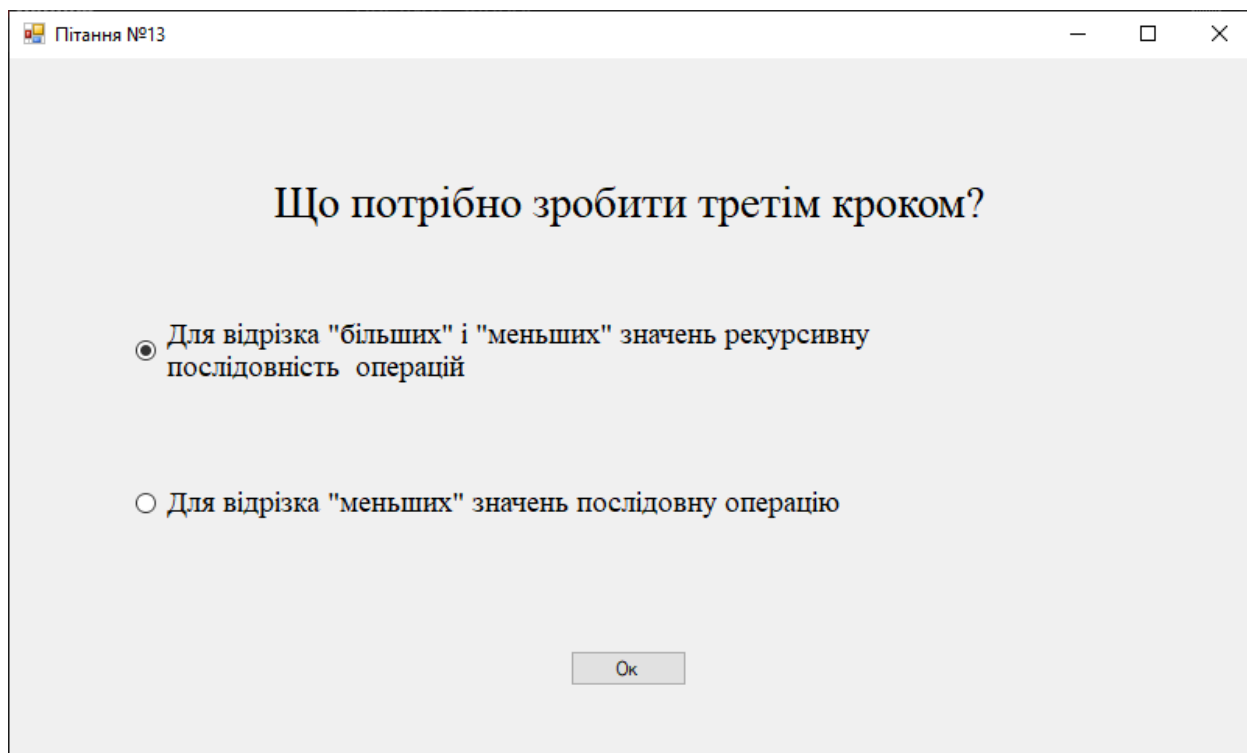 Пітання №13
Що потрібно зробити третім кроком?
Для відрізка "більших" і "меньших" значень рекурсивну
послідовність  операцій
Для відрізка "меньших" значень послідовну операцію
Ок